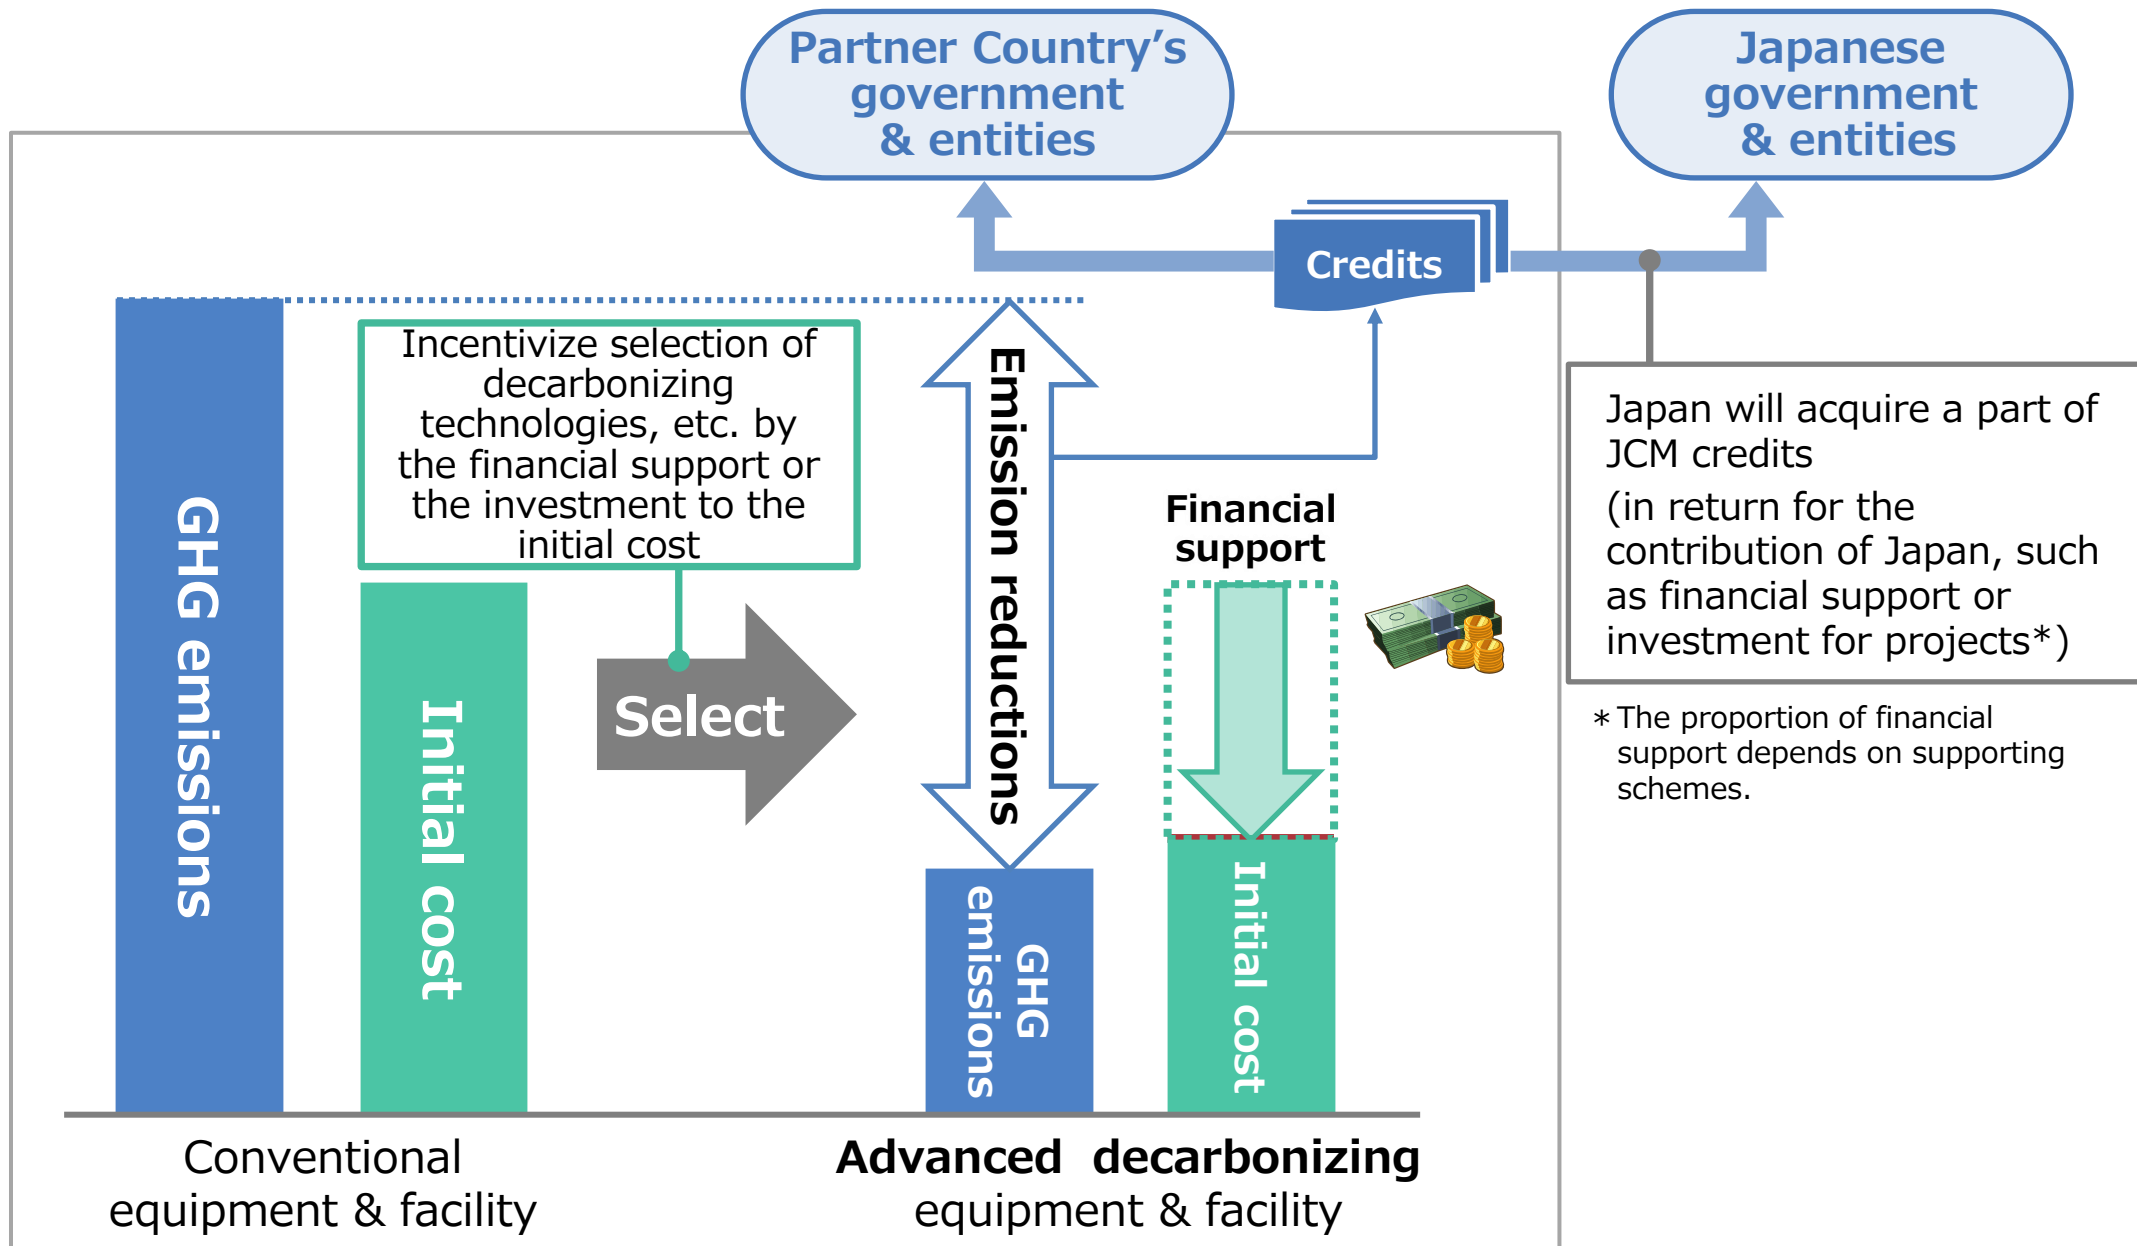 Partner Country’s
government
& entities
Japanese
government
& entities
Credits
Incentivize selection of
decarbonizing
technologies, etc. by
the financial support or
the investment to the
initial cost
GHG emissions
Initial cost
Select
Emission reductions
Financial
support
GHG
emissions
Initial cost
Japan will acquire a part of
JCM credits
(in return for the
contribution of Japan, such
as financial support or
investment for projects*)
* The proportion of financial
support depends on supporting
schemes.
Conventional
equipment & facility
Advanced decarbonizing
equipment & facility